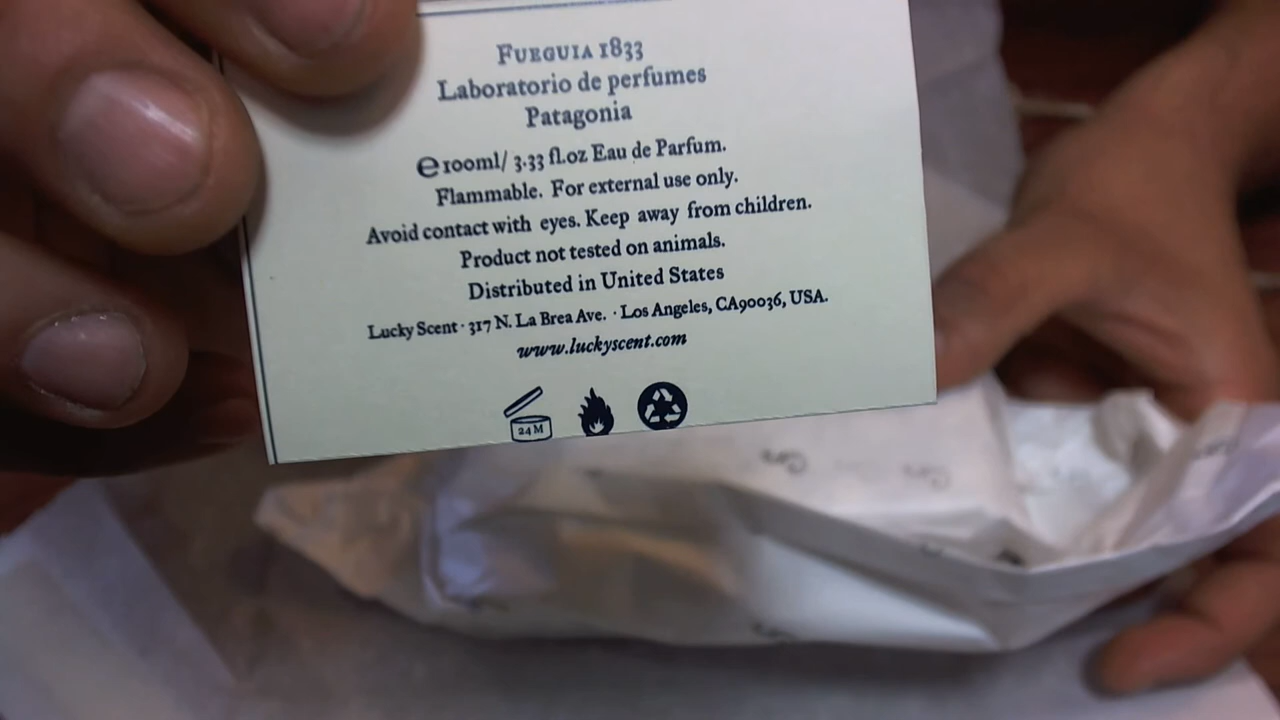 FUEGUIA 1833
Laboratorio de perfumes
Patagonia
e 100ml/ 3.33 fl.oz Eau de Parfum.
Flammable. For external use only.
Avoid contact with eyes. Keep away from children.
Product not tested on animals.
Distributed in United States
Lucky Scent · 317 N. La Brea Ave. · Los Angeles, CA90036, USA.
www.luckyscent.com
24M